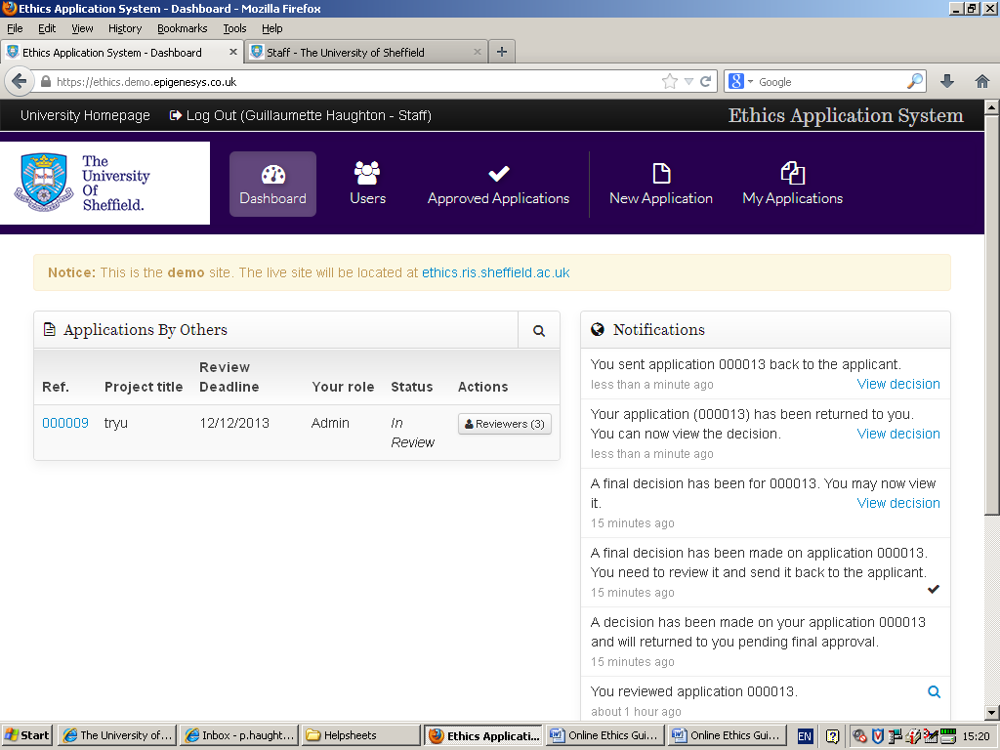 Ethics Application System - Dashboard - Mozilla Firefox
File Edit View History Bookmarks Tools Help
Ethics Application System - Dashboard
Staff - The University of Sheffield
https://ethics.demo.epigenesys.co.uk
Google
University Homepage Log Out (Guillaumette Haughton - Staff) Ethics Application System
The
University
Of
Sheffield.
Dashboard Users Approved Applications New Application My Applications
Notice: This is the demo site. The live site will be located at ethics.ris.sheffield.ac.uk
Applications By Others
Ref. Project title Review Deadline Your role Status Actions
000009 tryu 12/12/2013 Admin In Review Reviewers (3)
Notifications
You sent application 000013 back to the applicant.
less than a minute ago View decision
Your application (000013) has been returned to you.
You can now view the decision. View decision
less than a minute ago
A final decision has been for 000013. You may now view
it. View decision
15 minutes ago
A final decision has been made on application 000013.
You need to review it and send it back to the applicant.
15 minutes ago
A decision has been made on your application 000013
and will returned to you pending final approval.
15 minutes ago
You reviewed application 000013.
about 1 hour ago
Start The University of... Inbox - p.haught... Helpsheets Ethics Applicati... Online Ethics Gui... Online Ethics Gui... EN 15:20